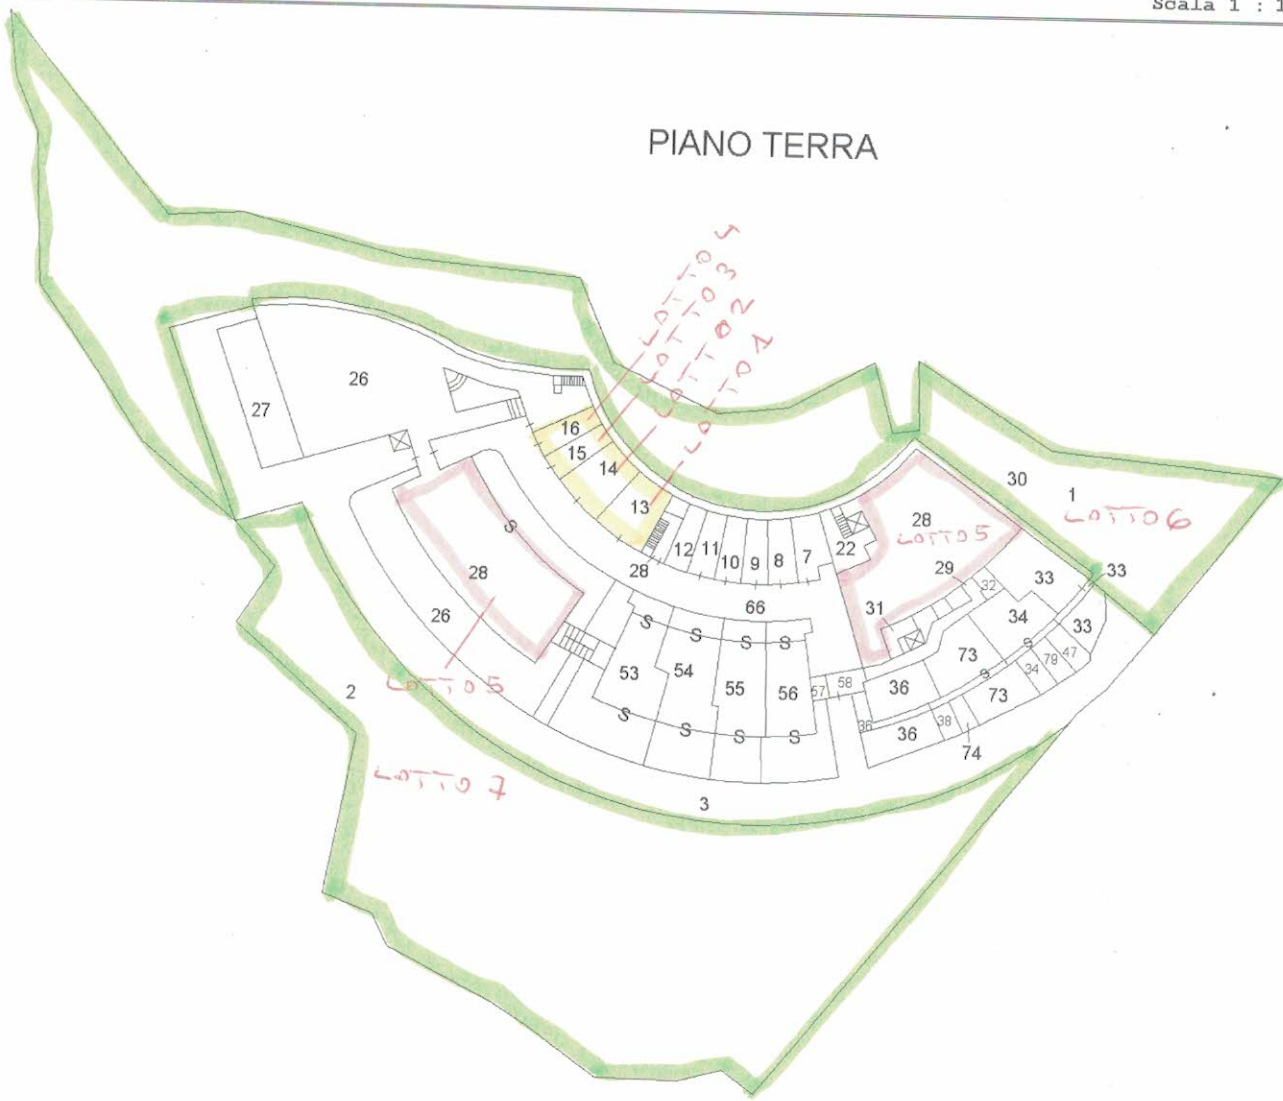 Scala 1 : 1
PIANO TERRA
LOTTO 4
LOTTO 3
LOTTO 2
LOTTO 1
26
27
16
15
14
13
30
1
LOTTO 6
28
LOTTO 5
12
11
10
9
8
7
22
28
29
32
33
33
S
28
26
66
31
34
33
S
S
S
S
53
54
55
56
57
58
36
73
S
S
34
79
47
73
36
36
38
74
S
S
S
S
2
LOTTO 5
LOTTO 7
3